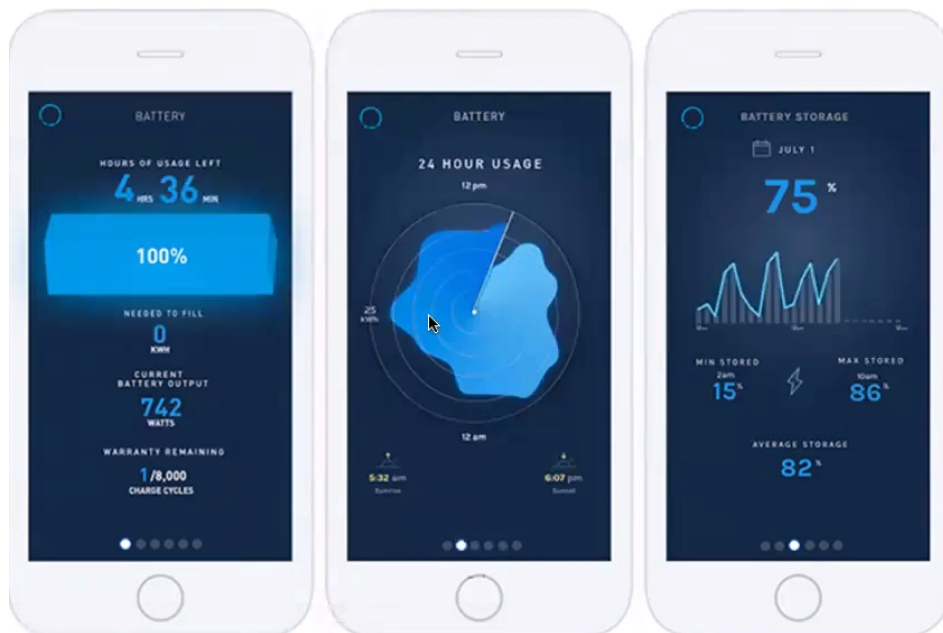 BATTERY
HOURS OF USAGE LEFT
4 HRS 36 MIN
100%
NEEDED TO FILL
0
KWH
CURRENT
BATTERY OUTPUT
742
WATTS
WARRANTY REMAINING
1/8,000
CHARGE CYCLES
BATTERY
24 HOUR USAGE
12 pm
25
12 am
5:32 am
6:07 pm
Sunrise
Sunset
BATTERY STORAGE
JULY 1
75 %
MIN STORED
MAX STORED
2am
10am
15%
86%
AVERAGE STORAGE
82%